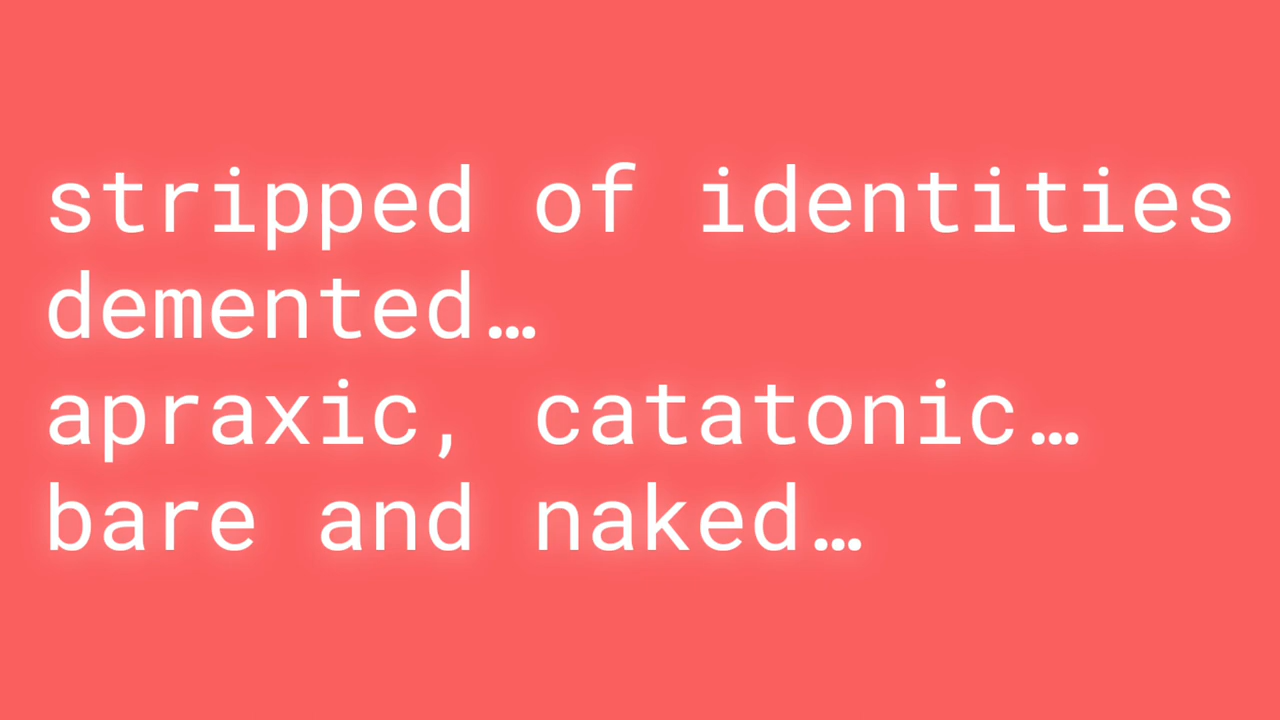 stripped of identities
demented…
apraxic, catatonic…
bare and naked…